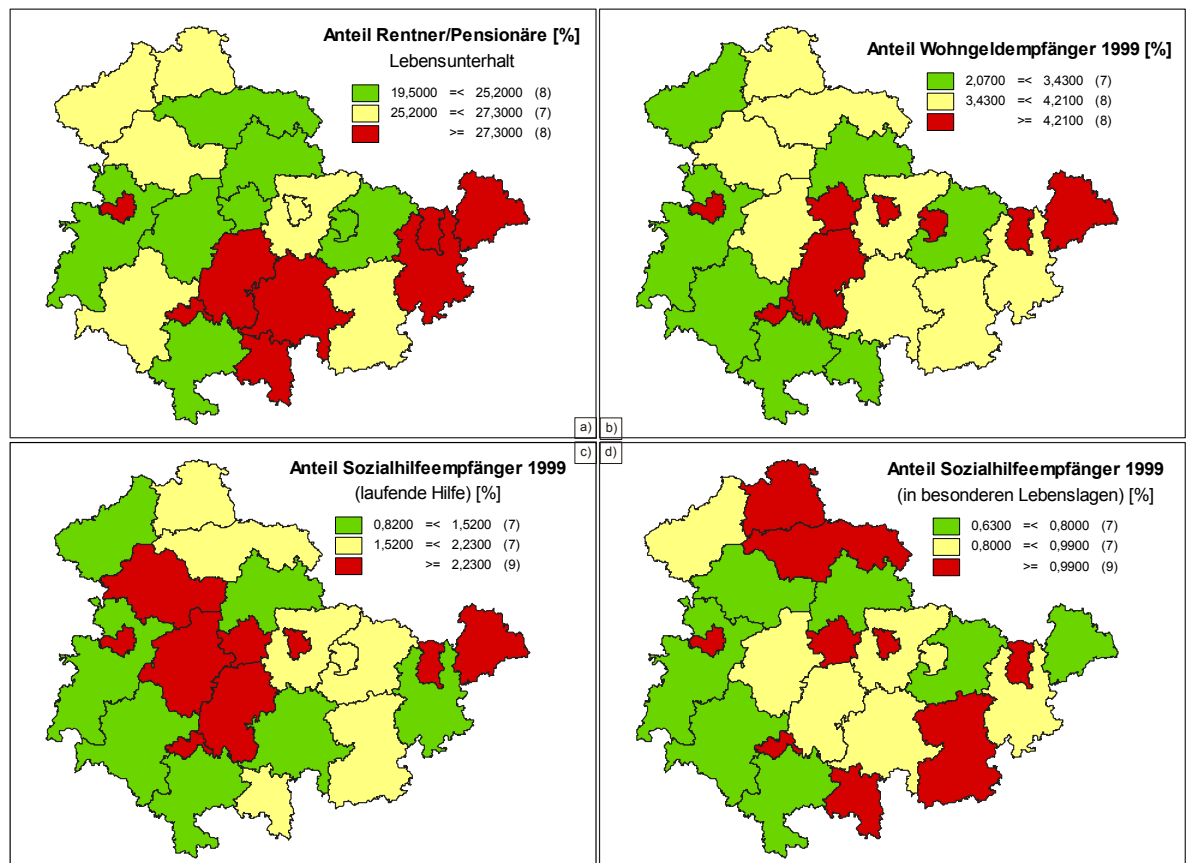 Anteil Rentner/Pensionäre [%]
Lebensunterhalt
19,5000 =< 25,2000 (8)
25,2000 =< 27,3000 (7)
>= 27,3000 (8)
a)
Anteil Wohngeldempfänger 1999 [%]
2,0700 =< 3,4300 (7)
3,4300 =< 4,2100 (8)
>= 4,2100 (8)
b)
c)
Anteil Sozialhilfeempfänger 1999
(laufende Hilfe) [%]
0,8200 =< 1,5200 (7)
1,5200 =< 2,2300 (7)
>= 2,2300 (9)
d)
Anteil Sozialhilfeempfänger 1999
(in besonderen Lebenslagen) [%]
0,6300 =< 0,8000 (7)
0,8000 =< 0,9900 (7)
>= 0,9900 (9)